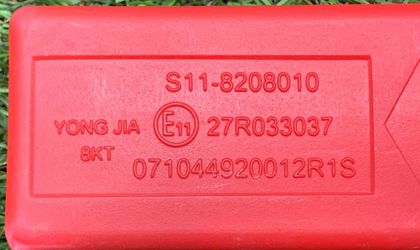 S11-8208010
YONG JIA E11 27R033037
8KT
071044920012R1S